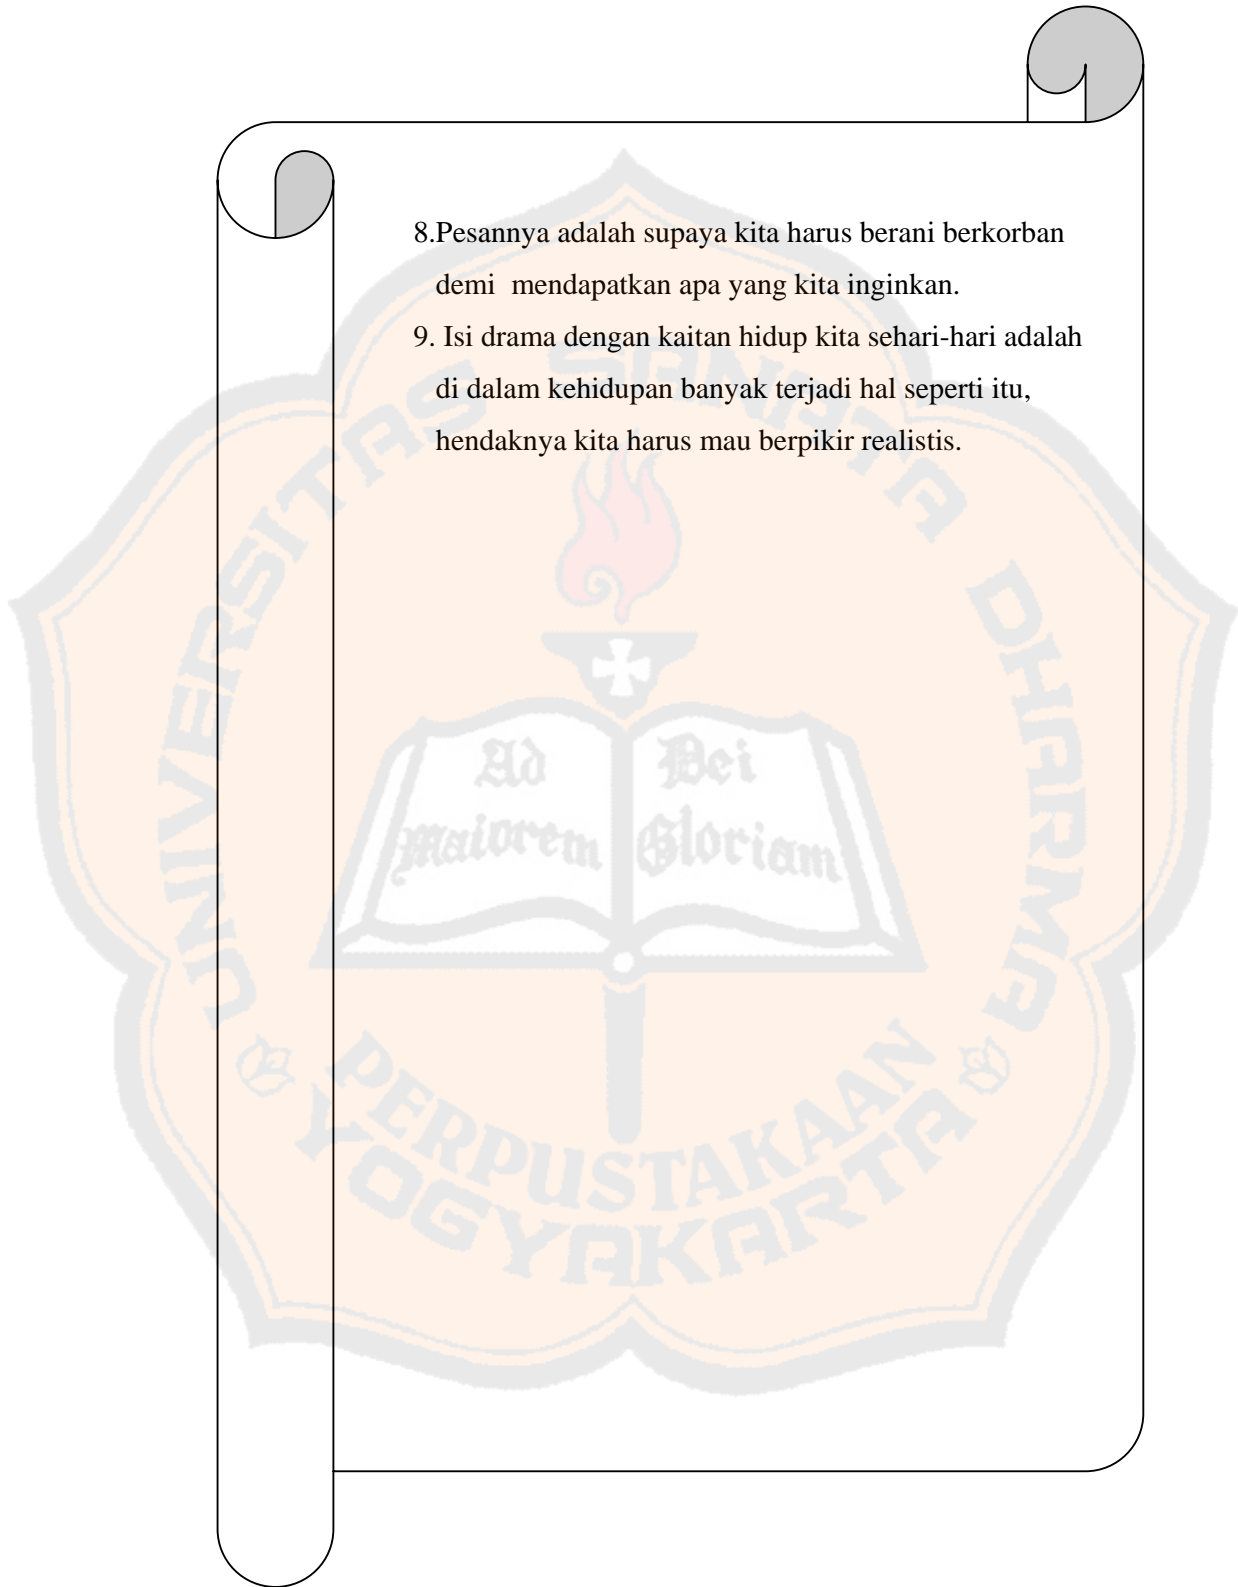 8.Pesannya adalah supaya kita harus berani berkorban
demi  mendapatkan apa yang kita inginkan.
9. Isi drama dengan kaitan hidup kita sehari-hari adalah
di dalam kehidupan banyak terjadi hal seperti itu,
hendaknya kita harus mau berpikir realistis.
UNIVERSITAS SANATA DHARMA
Ad
Maiorem
Dei
Gloriam
PERPUSTAKAAN
YOGYAKARTA